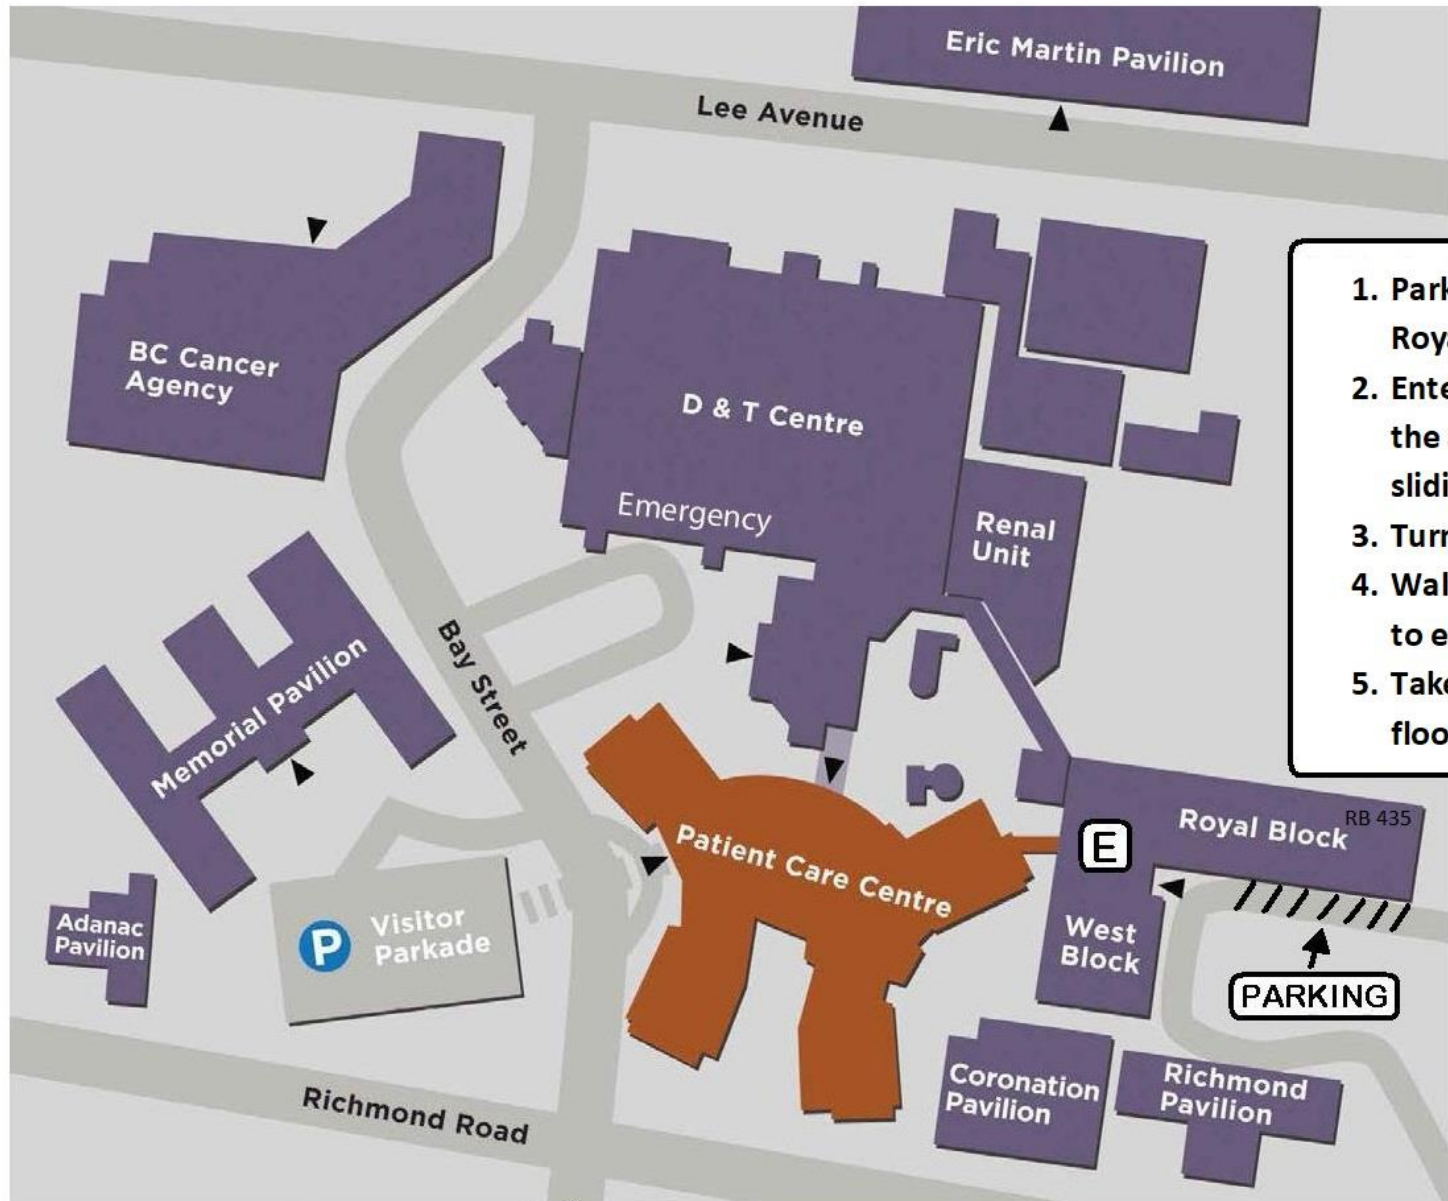 Eric Martin Pavilion
Lee Avenue
BC Cancer
Agency
D & T Centre
Emergency
Renal
Unit
1. Park
Roy
2. Ente
the
slidi
3. Turn
4. Wal
to e
5. Take
floo
Bay Street
Memorial Pavilion
Patient Care Centre
E
Royal Block
RB 435
West
Block
PARKING
Adanac
Pavilion
P
Visitor
Parkade
Coronation
Pavilion
Richmond
Pavilion
Richmond Road